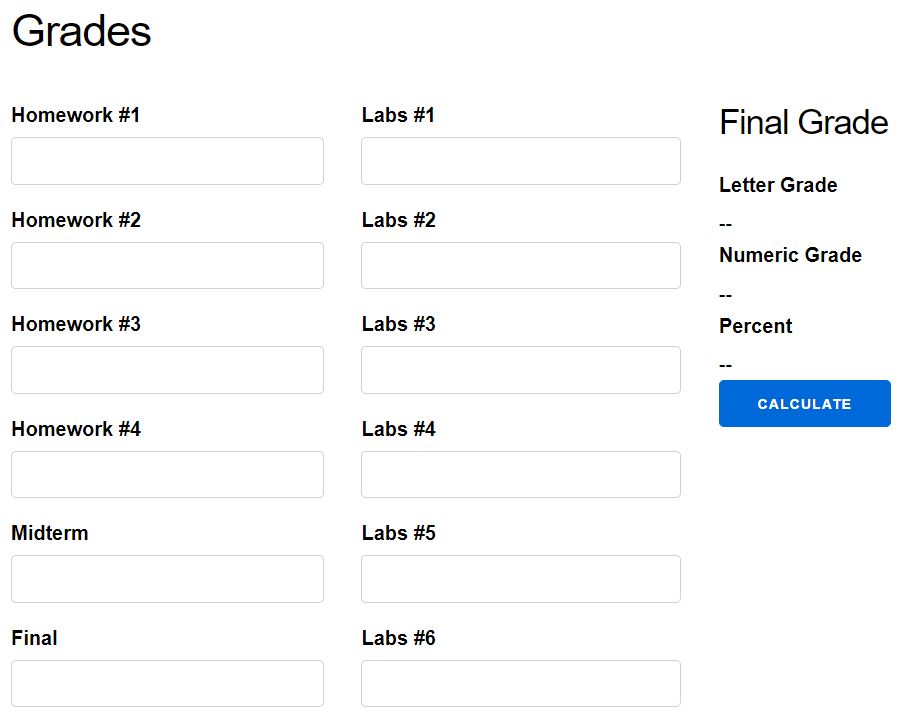 Grades
Homework #1
Homework #2
Homework #3
Homework #4
Midterm
Final
Labs #1
Labs #2
Labs #3
Labs #4
Labs #5
Labs #6
Final Grade
Letter Grade
--
Numeric Grade
--
Percent
--
CALCULATE